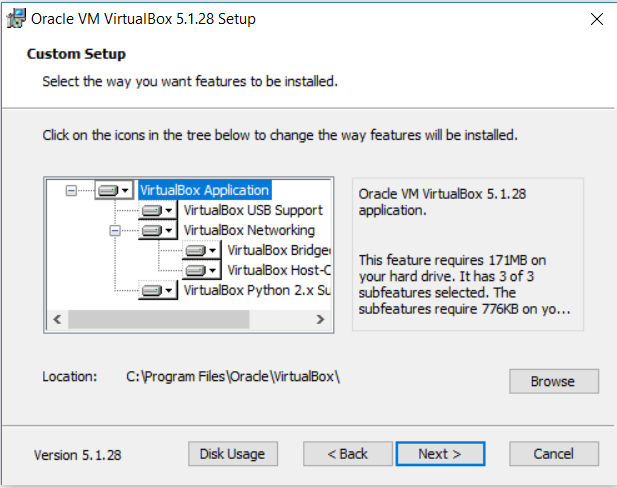 Oracle VM VirtualBox 5.1.28 Setup
Custom Setup
Select the way you want features to be installed.
Click on the icons in the tree below to change the way features will be installed.
VirtualBox Application
VirtualBox USB Support
VirtualBox Networking
VirtualBox Bridge
VirtualBox Host-C
VirtualBox Python 2.x Su
Oracle VM VirtualBox 5.1.28
application.
This feature requires 171MB on
your hard drive. It has 3 of 3
subfeatures selected. The
subfeatures require 776KB on yo...
Location: C:\Program Files\Oracle\VirtualBox\
Browse
Version 5.1.28
Disk Usage
< Back
Next >
Cancel